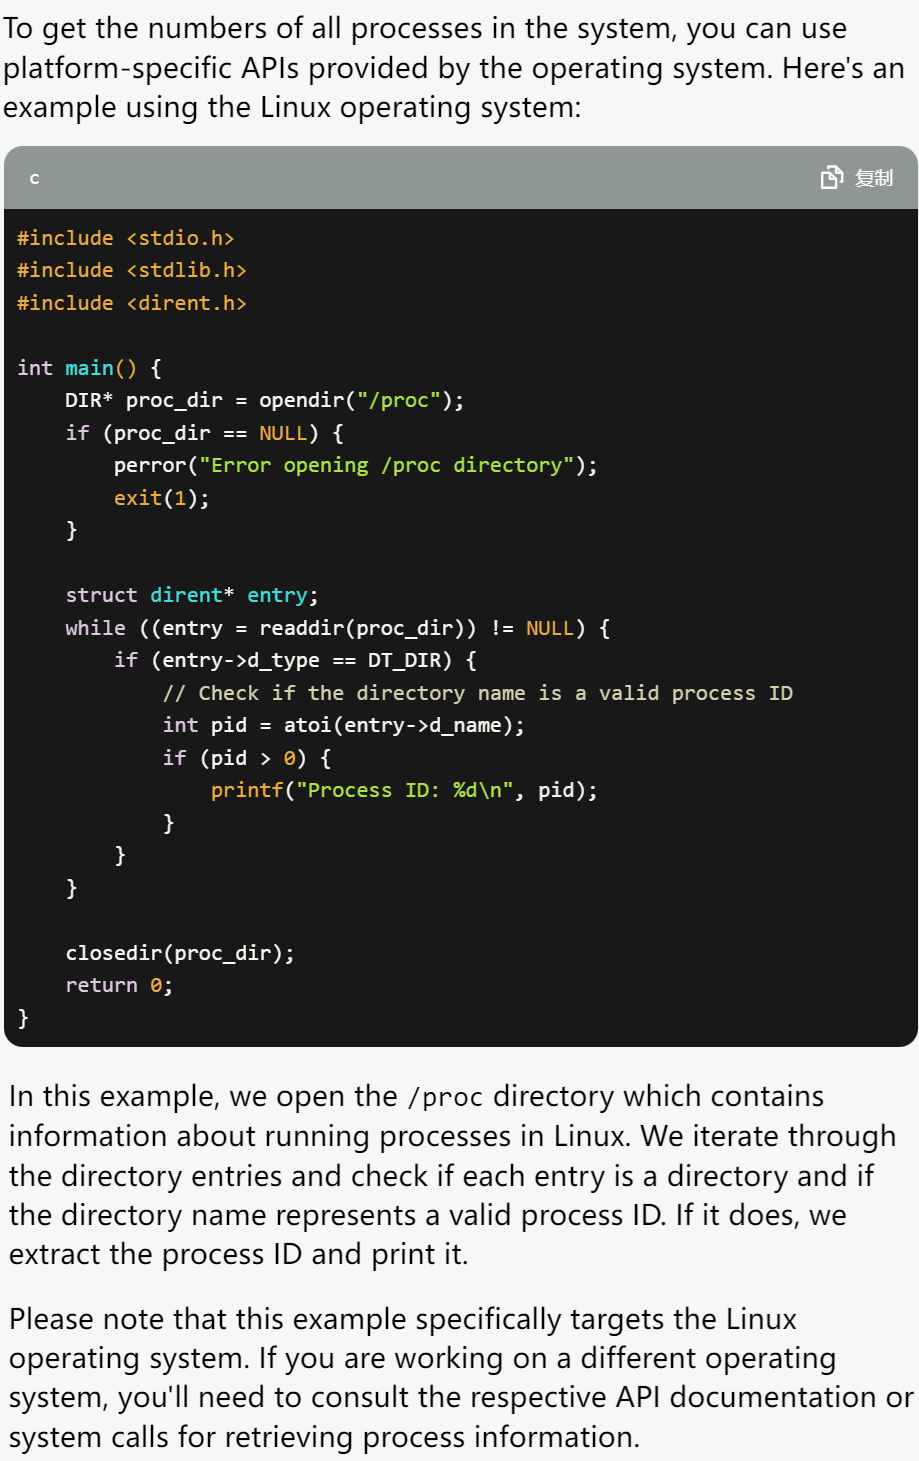 To get the numbers of all processes in the system, you can use
platform-specific APIs provided by the operating system. Here's an
example using the Linux operating system:
c
复制
#include <stdio.h>
#include <stdlib.h>
#include <dirent.h>
int main() {
    DIR* proc_dir = opendir("/proc");
    if (proc_dir == NULL) {
        perror("Error opening /proc directory");
        exit(1);
    }
    struct dirent* entry;
    while ((entry = readdir(proc_dir)) != NULL) {
        if (entry->d_type == DT_DIR) {
            // Check if the directory name is a valid process ID
            int pid = atoi(entry->d_name);
            if (pid > 0) {
                printf("Process ID: %d\n", pid);
            }
        }
    }
    closedir(proc_dir);
    return 0;
}
In this example, we open the /proc directory which contains
information about running processes in Linux. We iterate through
the directory entries and check if each entry is a directory and if
the directory name represents a valid process ID. If it does, we
extract the process ID and print it.
Please note that this example specifically targets the Linux
operating system. If you are working on a different operating
system, you'll need to consult the respective API documentation or
system calls for retrieving process information.